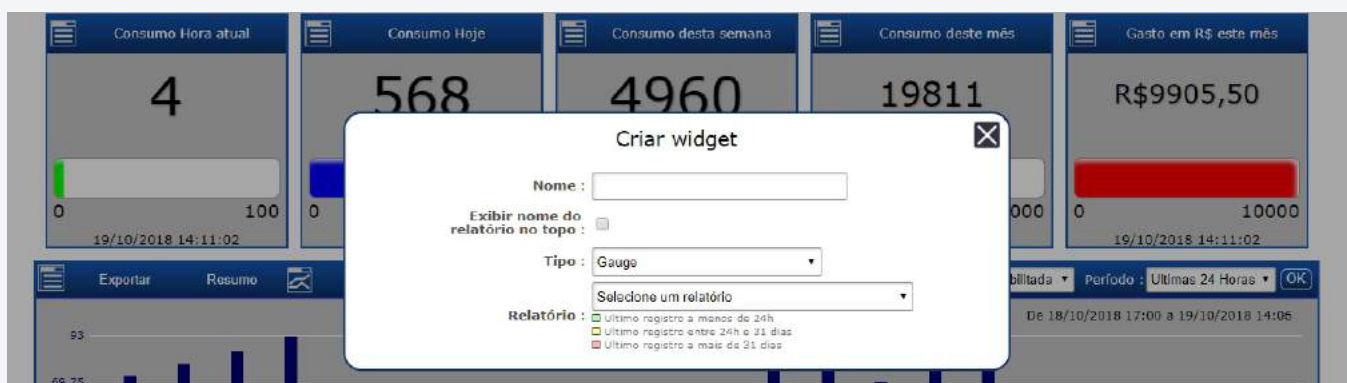 Consumo Hora atual
Consumo Hoje
Consumo desta semana
Consumo deste mês
Gasto em R$ este mês
4
568
4960
19811
R$9905,50
Criar widget
Nome :
Exibir nome do
relatório no topo :
Tipo : Gauge
Selecione um relatório
Relatório :
Ultimo registro a menos de 24h
Ultimo registro entre 24h e 31 dias
Ultimo registro a mais de 31 dias
0 100
0
000
0 10000
19/10/2018 14:11:02
19/10/2018 14:11:02
Exportar Resumo
bilitada Período : Ultimas 24 Horas OK
De 18/10/2018 17:00 a 19/10/2018 14:06
93
69,75